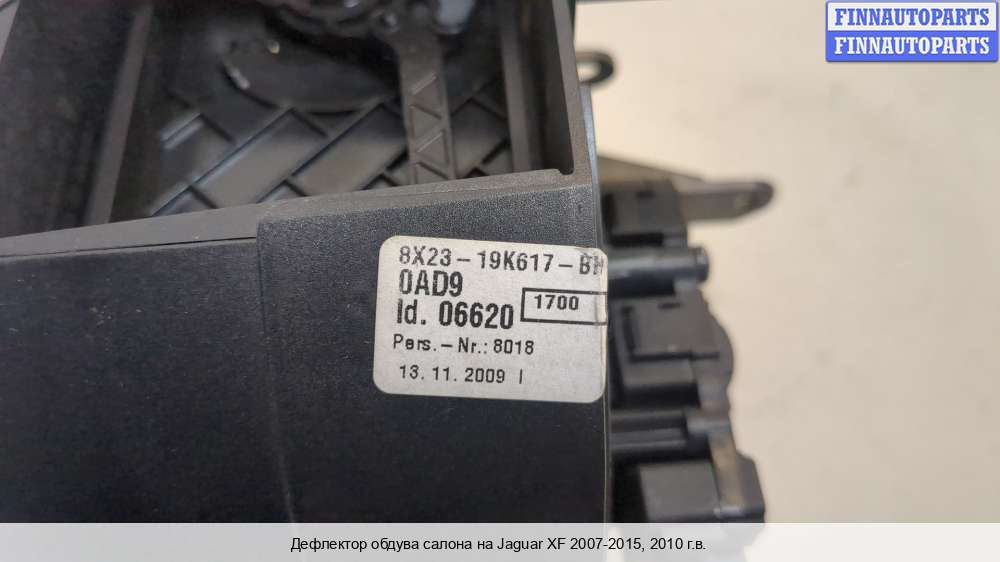 FINNAUTOPARTS
FINNAUTOPARTS
8X23-19K617-BH
0AD9
Id. 06620
1700
Pers.-Nr.: 8018
13. 11. 2009 I
Дефлектор обдува салона на Jaguar XF 2007-2015, 2010 г.в.